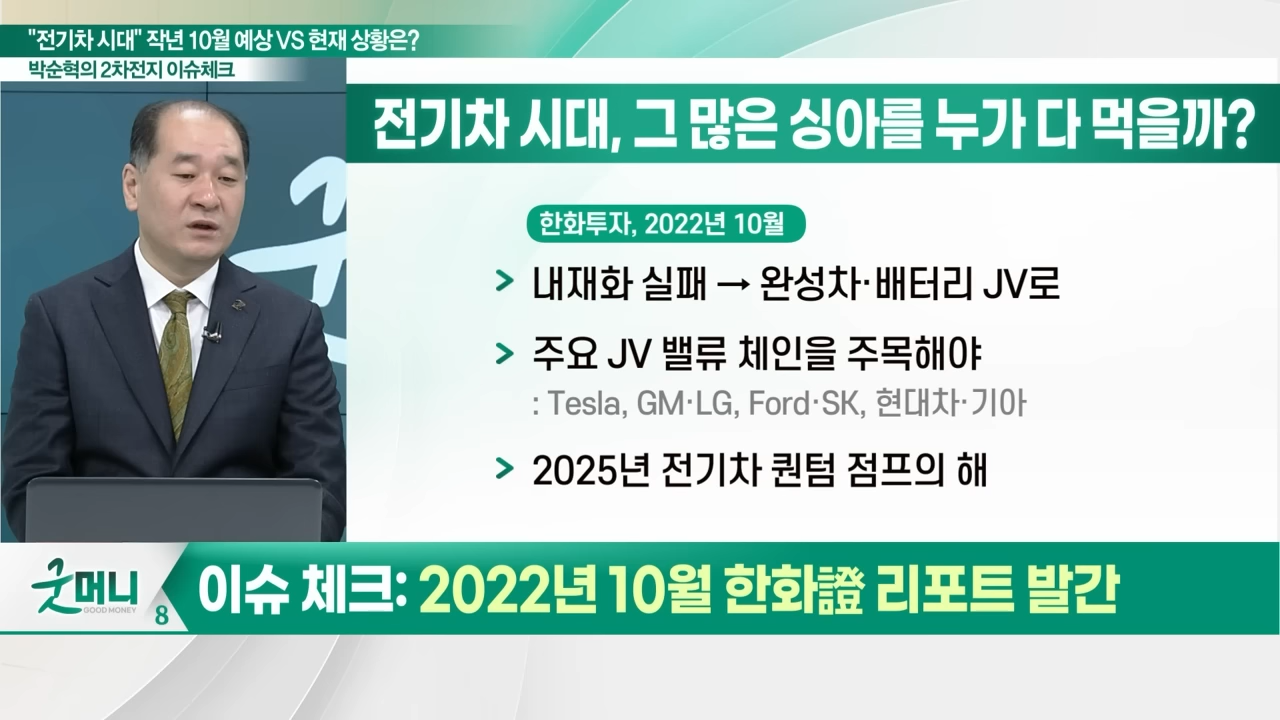 "전기차 시대" 작년 10월 예상 VS 현재 상황은?
박순혁의 2차전지 이슈체크
전기차 시대, 그 많은 싱아를 누가 다 먹을까?
한화투자, 2022년 10월
> 내재화 실패 → 완성차·배터리 JV로
> 주요 JV 밸류 체인을 주목해야
: Tesla, GM·LG, Ford·SK, 현대차·기아
> 2025년 전기차 퀀텀 점프의 해
굿머니
GOOD MONEY
8
이슈 체크: 2022년 10월 한화證 리포트 발간